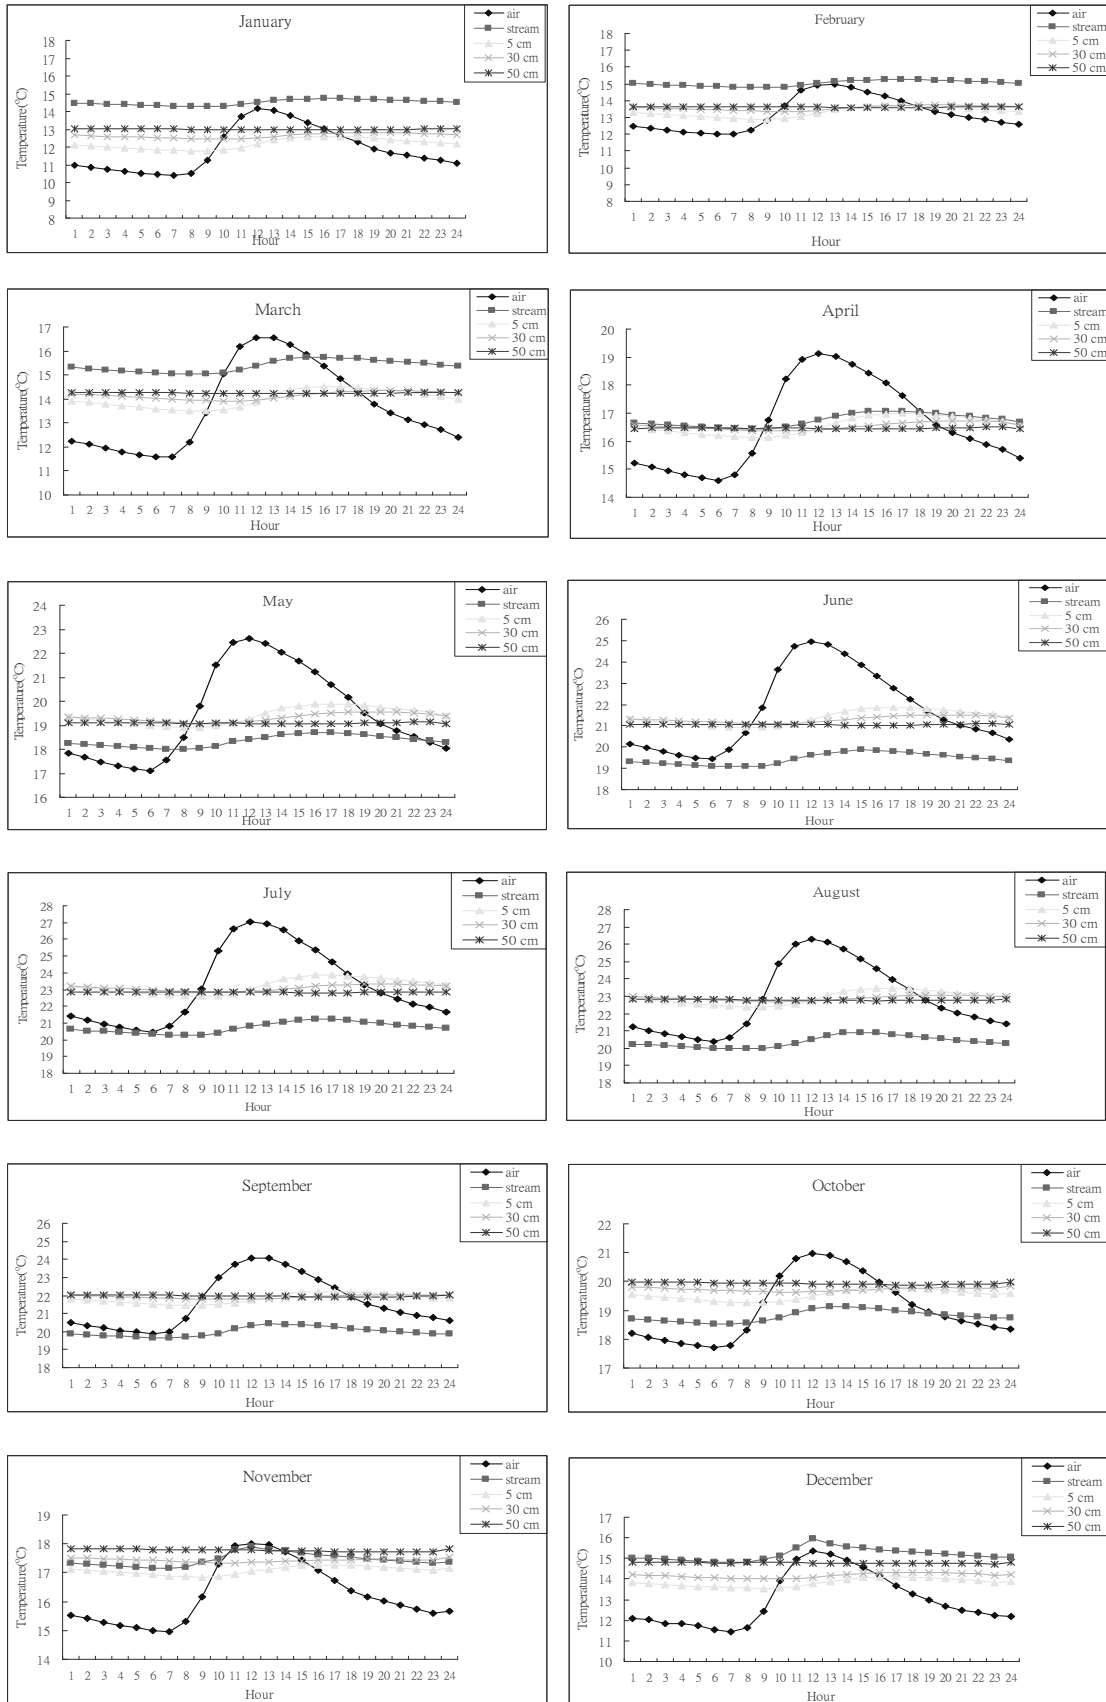 January
air
stream
5 cm
30 cm
50 cm
Temperature(°C)
18
17
16
15
14
13
12
11
10
9
8
1 2 3 4 5 6 7 8 9 10 11 12 13 14 15 16 17 18 19 20 21 22 23 24
Hour
February
air
stream
5 cm
30 cm
50 cm
Temperature(°C)
18
17
16
15
14
13
12
11
10
9
8
1 2 3 4 5 6 7 8 9 10 11 12 13 14 15 16 17 18 19 20 21 22 23 24
Hour
March
air
stream
5 cm
30 cm
50 cm
Temperature(°C)
17
16
15
14
13
12
11
10
1 2 3 4 5 6 7 8 9 10 11 12 13 14 15 16 17 18 19 20 21 22 23 24
Hour
April
air
stream
5 cm
30 cm
50 cm
Temperature(°C)
20
19
18
17
16
15
14
1 2 3 4 5 6 7 8 9 10 11 12 13 14 15 16 17 18 19 20 21 22 23 24
Hour
May
air
stream
5 cm
30 cm
50 cm
Temperature(°C)
24
23
22
21
20
19
18
17
16
1 2 3 4 5 6 7 8 9 10 11 12 13 14 15 16 17 18 19 20 21 22 23 24
Hour
June
air
stream
5 cm
30 cm
50 cm
Temperature(°C)
26
25
24
23
22
21
20
19
18
1 2 3 4 5 6 7 8 9 10 11 12 13 14 15 16 17 18 19 20 21 22 23 24
Hour
July
air
stream
5 cm
30 cm
50 cm
Temperature(°C)
28
27
26
25
24
23
22
21
20
19
18
1 2 3 4 5 6 7 8 9 10 11 12 13 14 15 16 17 18 19 20 21 22 23 24
Hour
August
air
stream
5 cm
30 cm
50 cm
Temperature(°C)
28
27
26
25
24
23
22
21
20
19
18
1 2 3 4 5 6 7 8 9 10 11 12 13 14 15 16 17 18 19 20 21 22 23 24
Hour
September
air
stream
5 cm
30 cm
50 cm
Temperature(°C)
26
25
24
23
22
21
20
19
18
1 2 3 4 5 6 7 8 9 10 11 12 13 14 15 16 17 18 19 20 21 22 23 24
Hour
October
air
stream
5 cm
30 cm
50 cm
Temperature(°C)
22
21
20
19
18
17
1 2 3 4 5 6 7 8 9 10 11 12 13 14 15 16 17 18 19 20 21 22 23 24
Hour
November
air
stream
5 cm
30 cm
50 cm
Temperature(°C)
19
18
17
16
15
14
1 2 3 4 5 6 7 8 9 10 11 12 13 14 15 16 17 18 19 20 21 22 23 24
Hour
December
air
stream
5 cm
30 cm
50 cm
Temperature(°C)
17
16
15
14
13
12
11
10
1 2 3 4 5 6 7 8 9 10 11 12 13 14 15 16 17 18 19 20 21 22 23 24
Hour